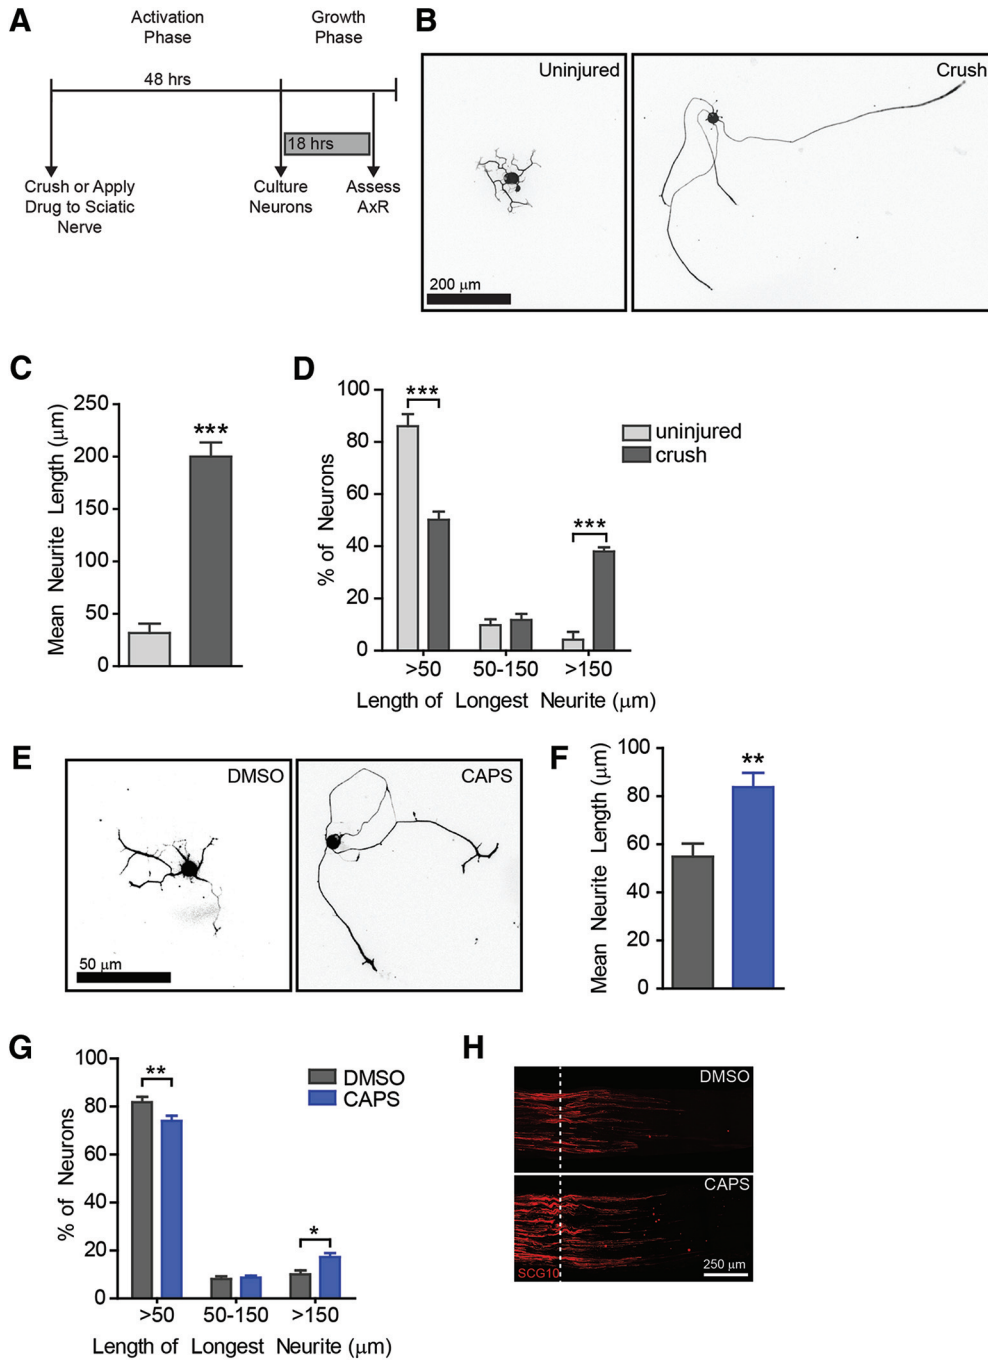 A
Activation
Phase
Growth
Phase
48 hrs
18 hrs
Crush or Apply
Drug to Sciatic
Nerve
Culture
Neurons
Assess
AxR
B
Uninjured
200 μm
Crush
C
Mean Neurite Length (μm)
250
200
150
100
50
0
***
D
% of Neurons
100
80
60
40
20
0
***
***
uninjured
crush
>50 50-150 >150
Length of Longest Neurite (μm)
E
DMSO
50 μm
CAPS
F
Mean Neurite Length (μm)
100
80
60
40
20
0
**
G
% of Neurons
100
80
60
40
20
0
**
*
DMSO
CAPS
>50 50-150 >150
Length of Longest Neurite (μm)
H
DMSO
CAPS
SCG10
250 μm